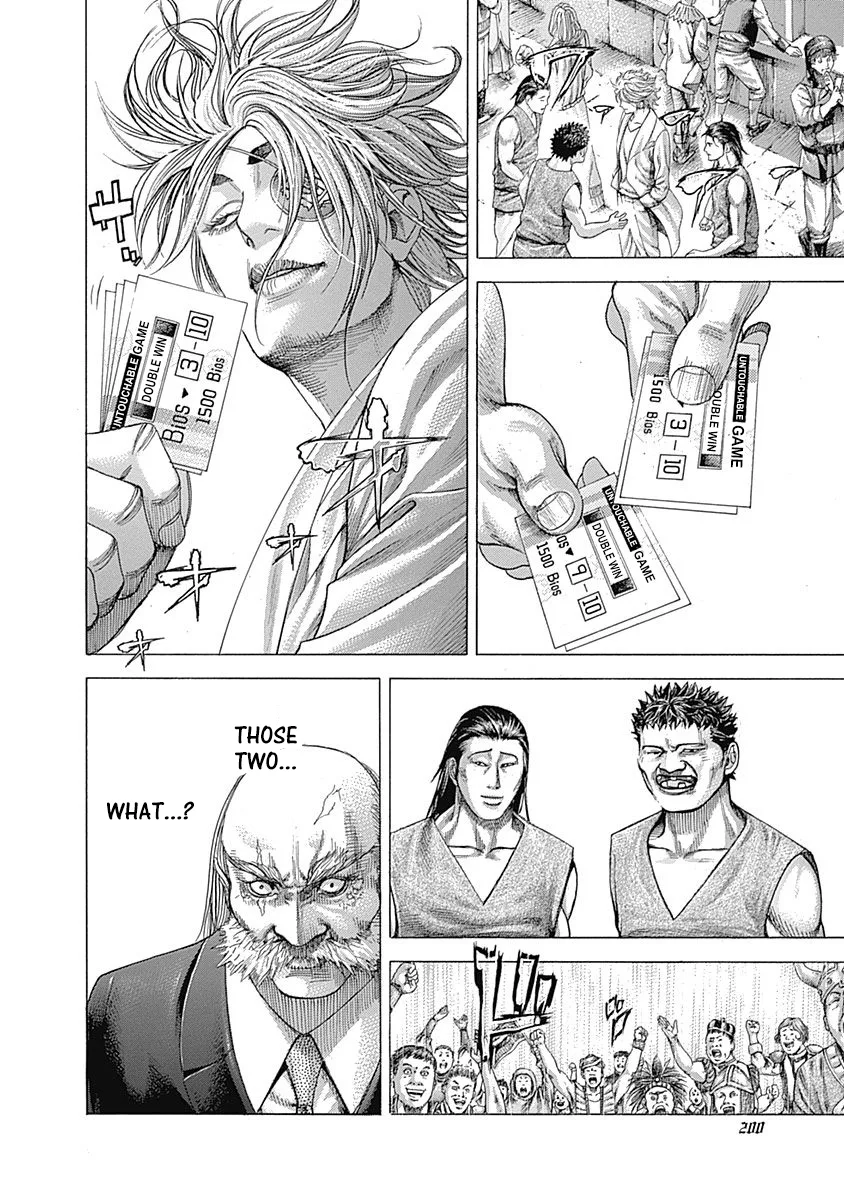 UNTOUCHABLE GAME
DOUBLE WIN
1500 Bios
3-10
UNTOUCHABLE GAME
DOUBLE WIN
9-10
1500 Bios
UNTOUCHABLE GAME
DOUBLE WIN
Bios ▾ 3-10
1500 Bios
THOSE
TWO...
WHAT...?
200